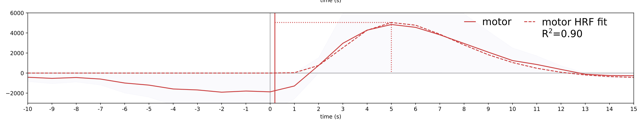 time (s)
6000
4000
2000
0
−2000
motor
motor HRF fit
R²=0.90
-10 -9 -8 -7 -6 -5 -4 -3 -2 -1 0 1 2 3 4 5 6 7 8 9 10 11 12 13 14 15
time (s)